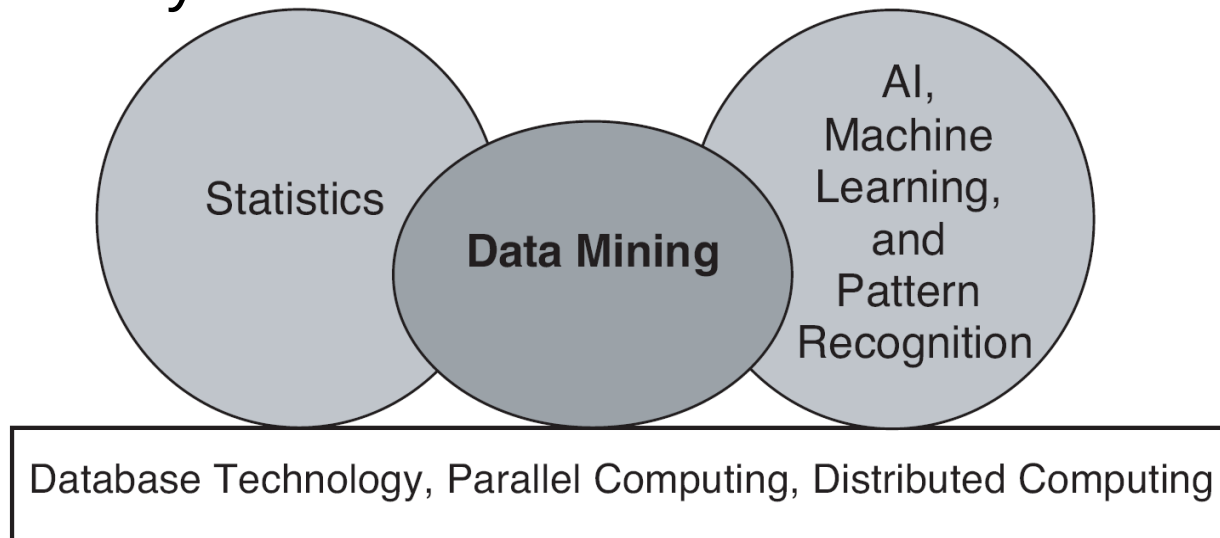 Statistics
Data Mining
AI,
Machine
Learning,
and
Pattern
Recognition
Database Technology, Parallel Computing, Distributed Computing